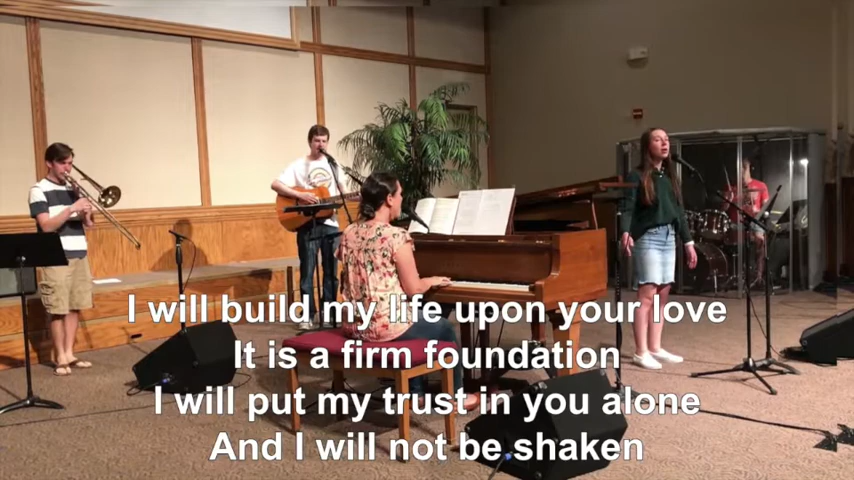 I will build my life upon your love
It is a firm foundation
I will put my trust in you alone
And I will not be shaken